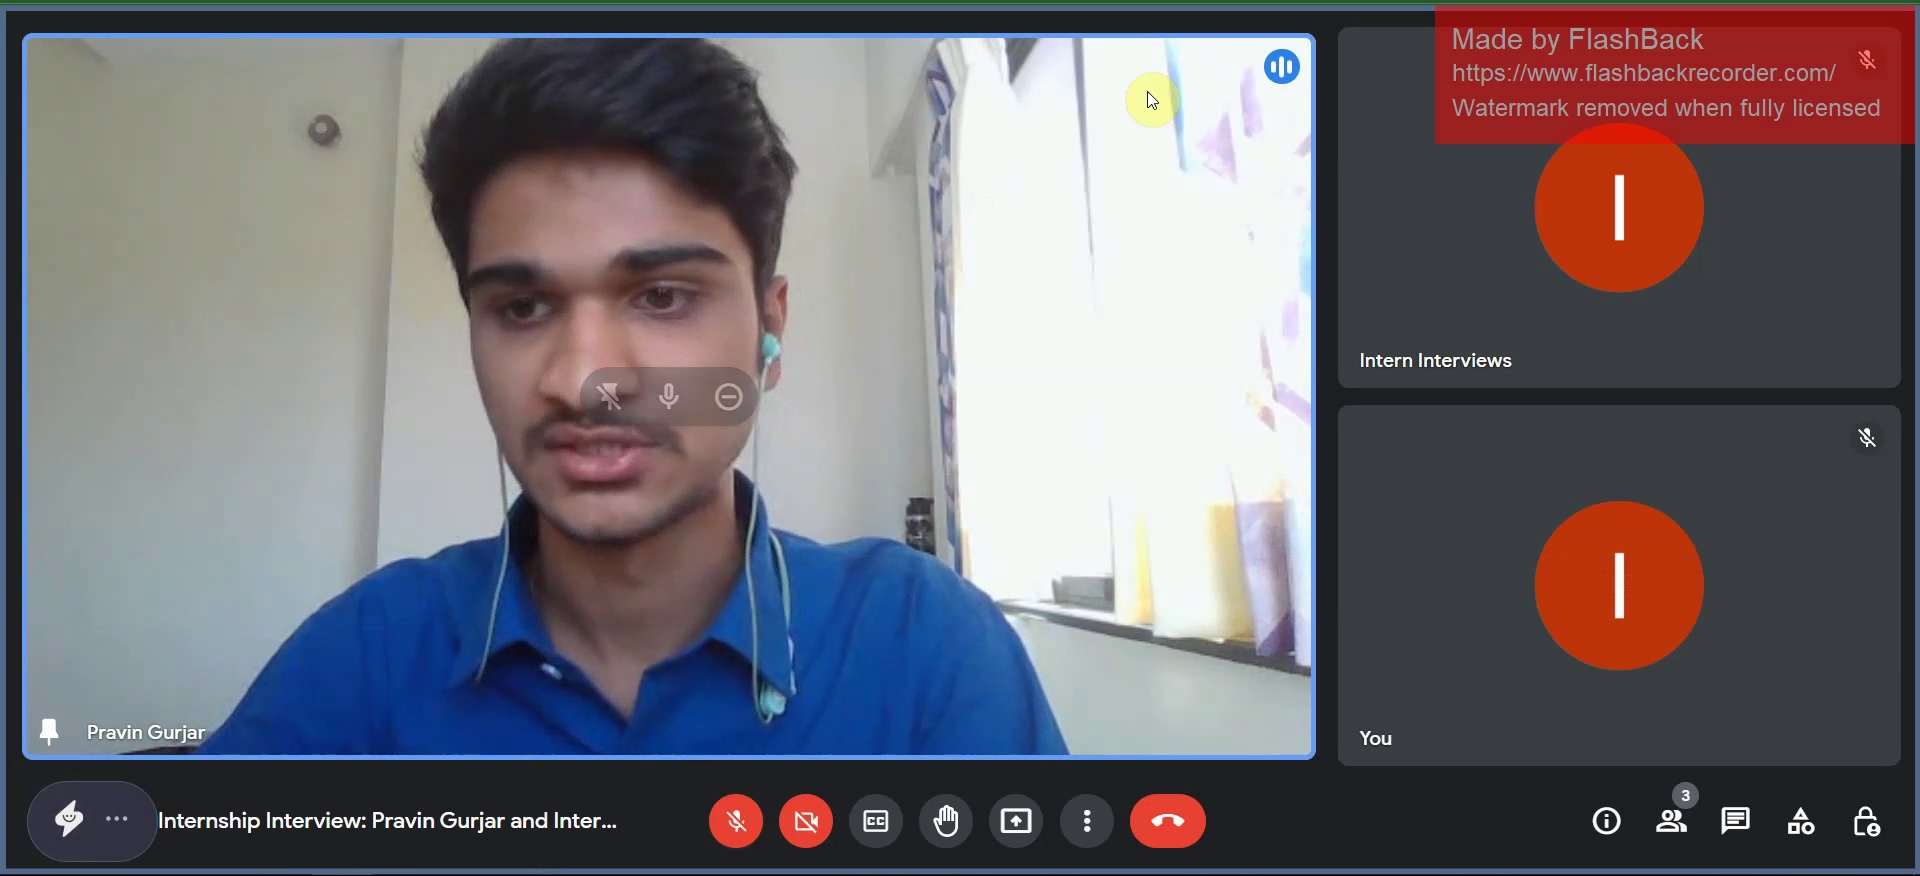 Made by FlashBack
https://www.flashbackrecorder.com/
Watermark removed when fully licensed
I
Intern Interviews
I
You
Pravin Gurjar
Internship Interview: Pravin Gurjar and Inter...
CC
3